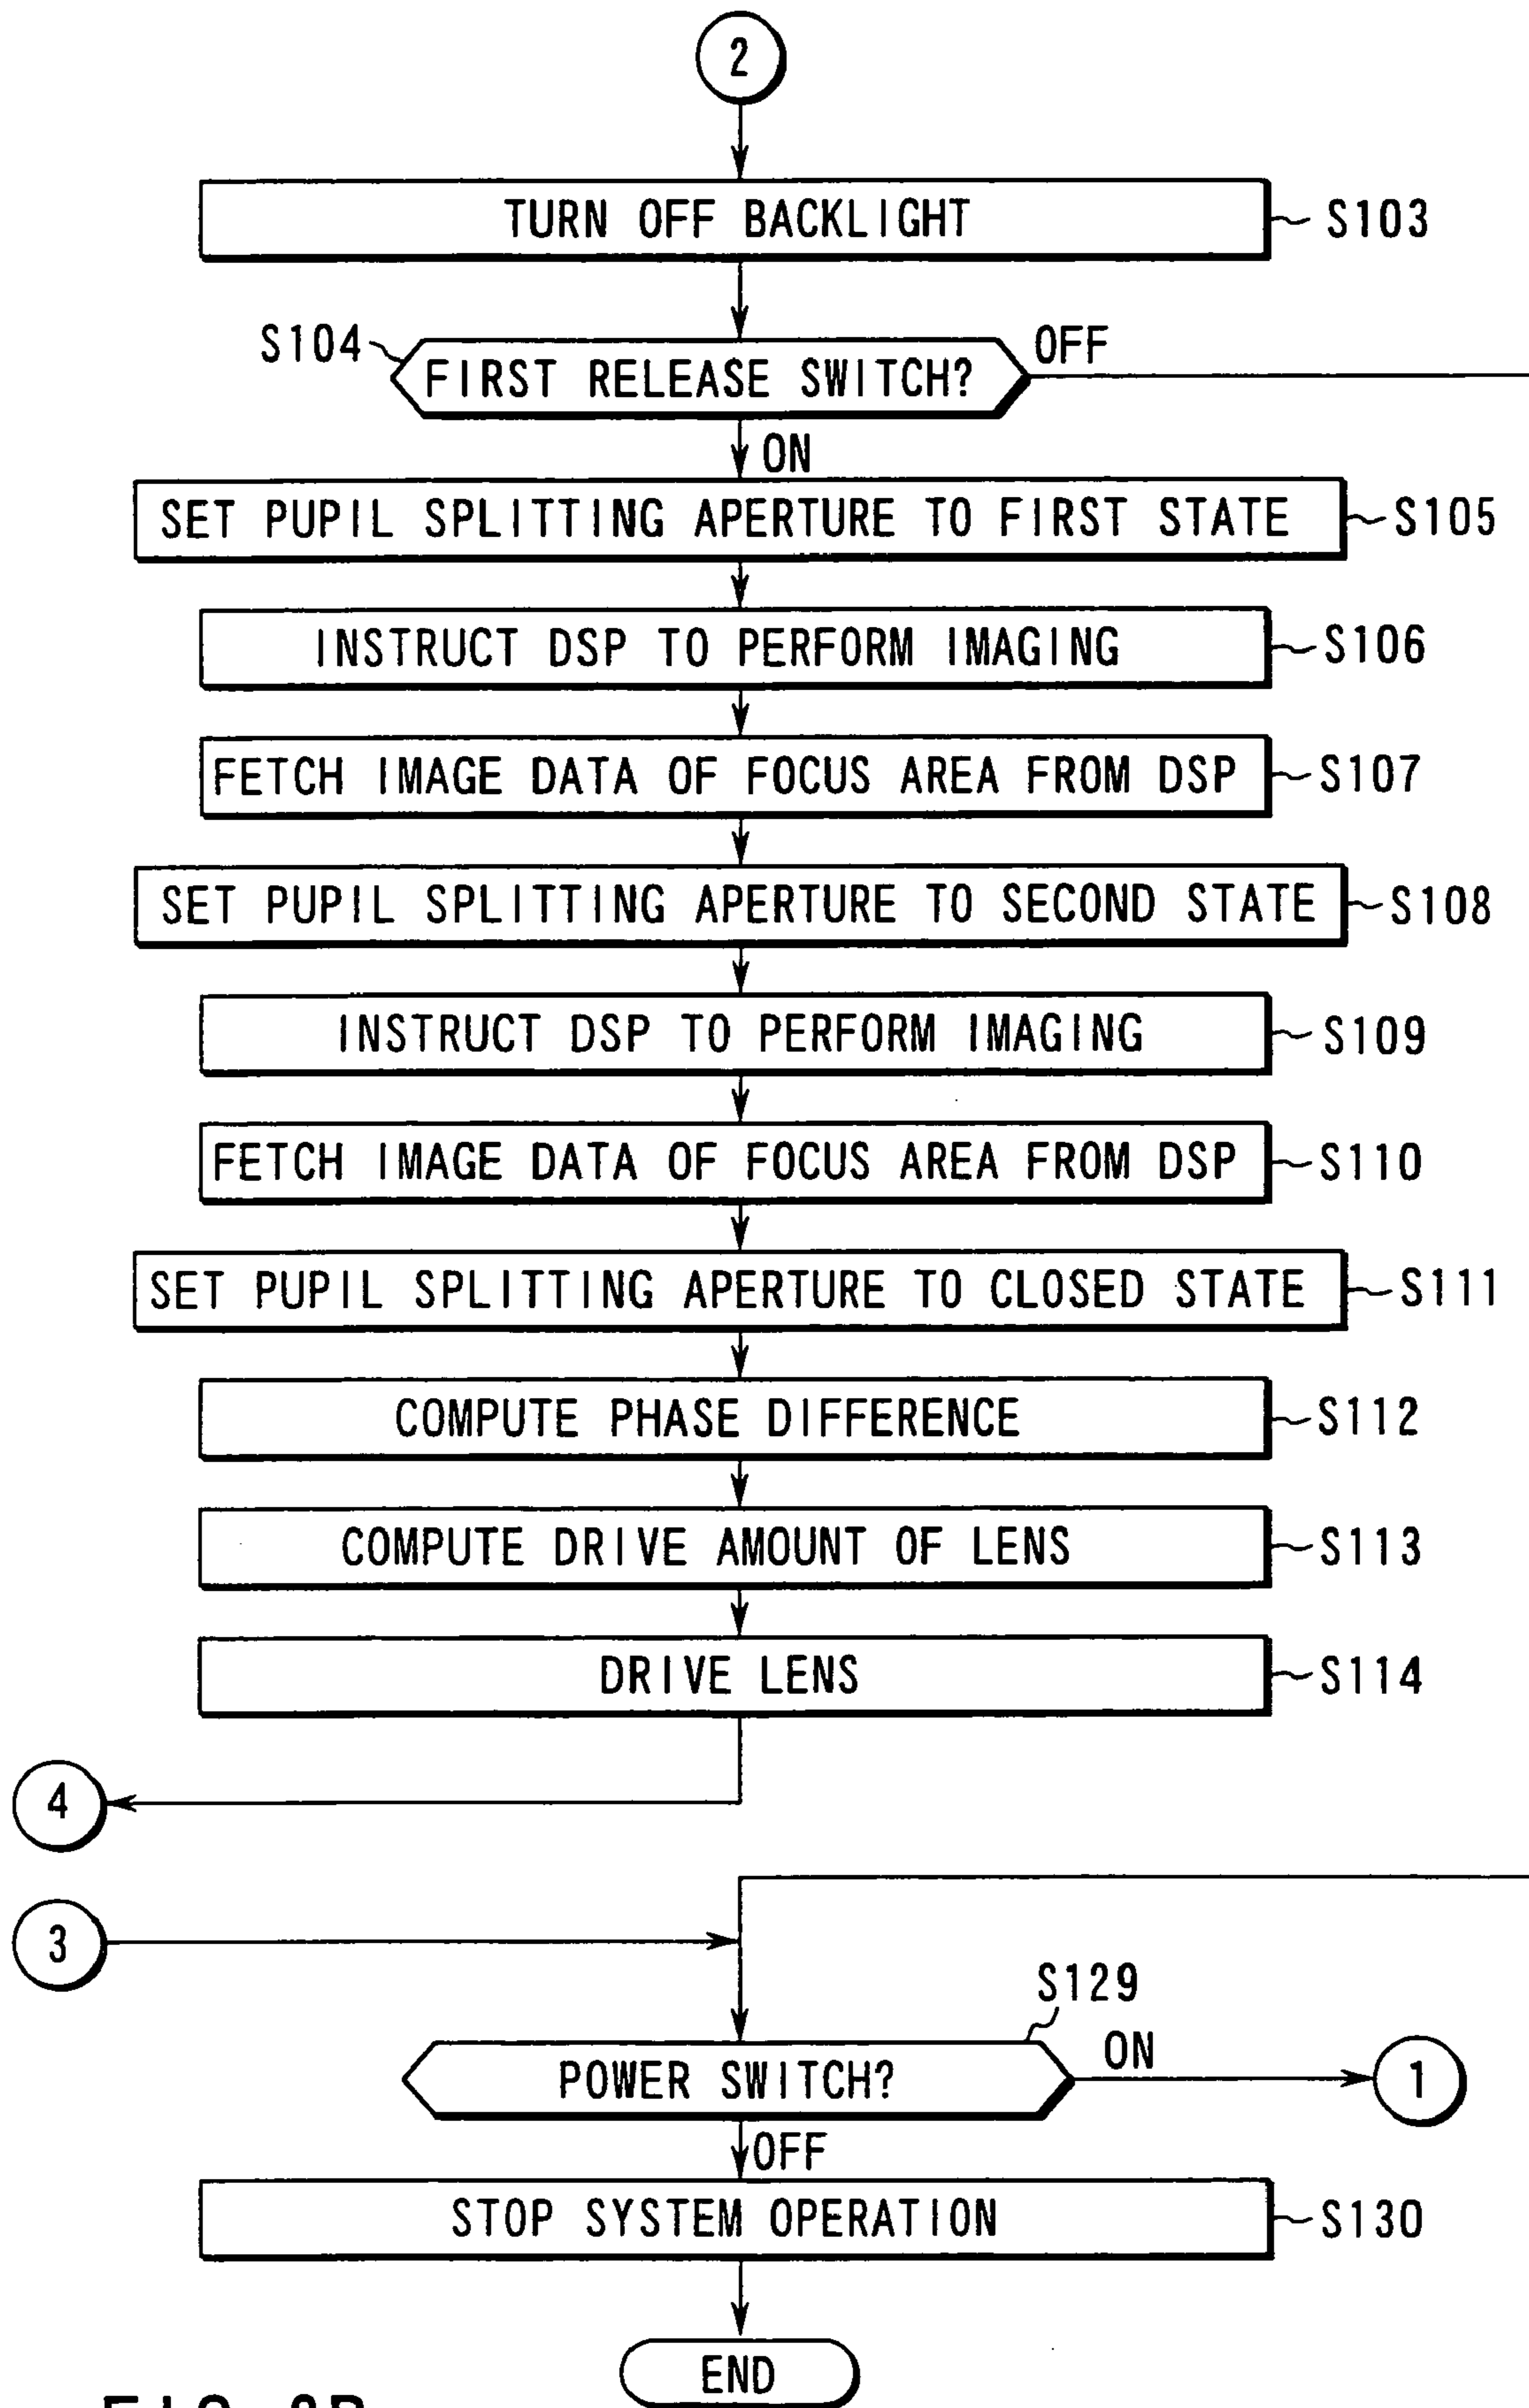 2
TURN OFF BACKLIGHT
S103
S104
FIRST RELEASE SWITCH?
OFF
ON
SET PUPIL SPLITTING APERTURE TO FIRST STATE
S105
INSTRUCT DSP TO PERFORM IMAGING
S106
FETCH IMAGE DATA OF FOCUS AREA FROM DSP
S107
SET PUPIL SPLITTING APERTURE TO SECOND STATE
S108
INSTRUCT DSP TO PERFORM IMAGING
S109
FETCH IMAGE DATA OF FOCUS AREA FROM DSP
S110
SET PUPIL SPLITTING APERTURE TO CLOSED STATE
S111
COMPUTE PHASE DIFFERENCE
S112
COMPUTE DRIVE AMOUNT OF LENS
S113
DRIVE LENS
S114
4
3
S129
POWER SWITCH?
ON
1
OFF
STOP SYSTEM OPERATION
S130
END